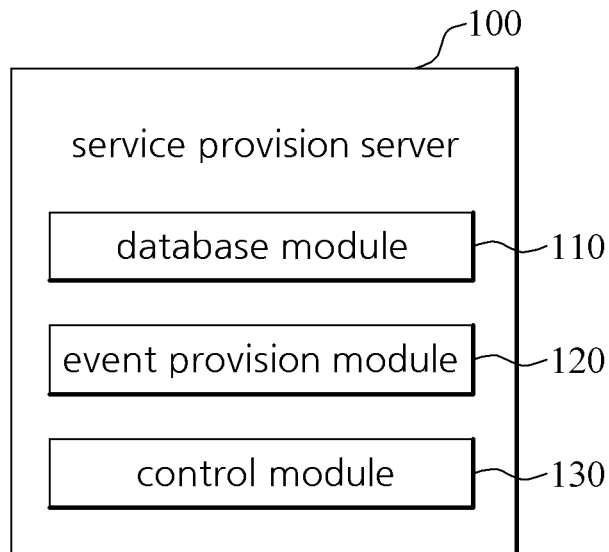 100
service provision server
database module
110
event provision module
120
control module
130